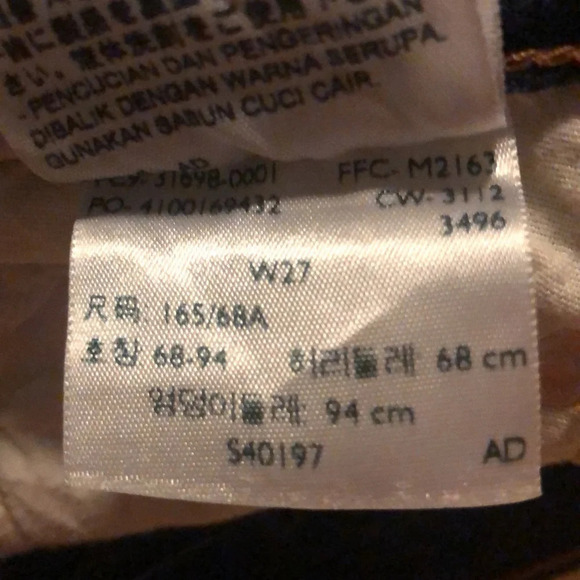 - PENCUCIAN DAN PENGERINGAN
DIBALIK DENGAN WARNA SERUPA.
GUNAKAN SABUN CUCI CAIR.
AD
PC9- 31698-0001 FFC- M2163
PO- 4100169432 CW- 3112
3496
W27
尺码: 165/68A
호칭 68-94 허리둘레 68 cm
엉덩이둘레: 94 cm
S40197 AD